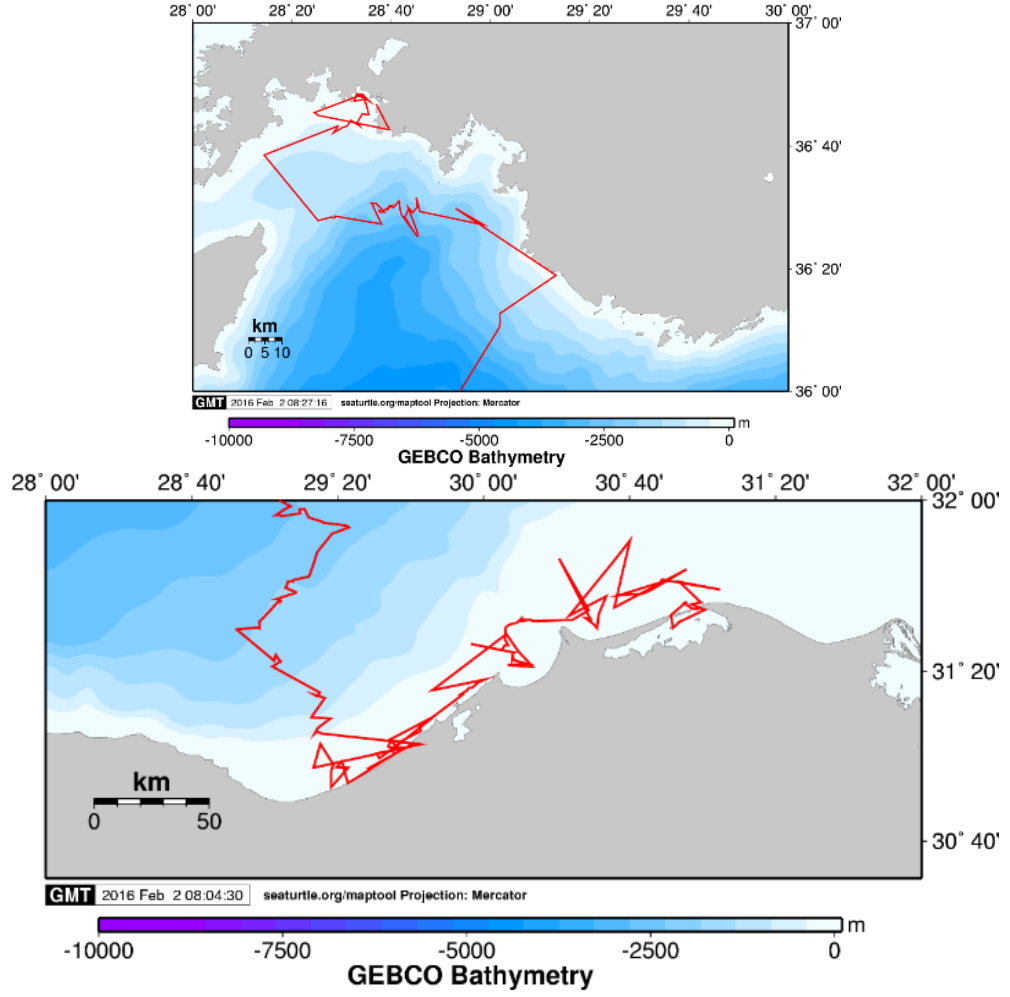 28˚ 00' 28˚ 20' 28˚ 40' 29˚ 00' 29˚ 20' 29˚ 40' 30˚ 00'
37˚ 00'
36˚ 40'
36˚ 20'
36˚ 00'
km
0 5 10
GMT 2016 Feb 2 08:27:16 seaturtle.org/maptool Projection: Mercator
m
-10000 -7500 -5000 -2500 0
GEBCO Bathymetry
28˚ 00' 28˚ 40' 29˚ 20' 30˚ 00' 30˚ 40' 31˚ 20' 32˚ 00'
32˚ 00'
31˚ 20'
30˚ 40'
km
0 50
GMT 2016 Feb 2 08:04:30 seaturtle.org/maptool Projection: Mercator
m
-10000 -7500 -5000 -2500 0
GEBCO Bathymetry